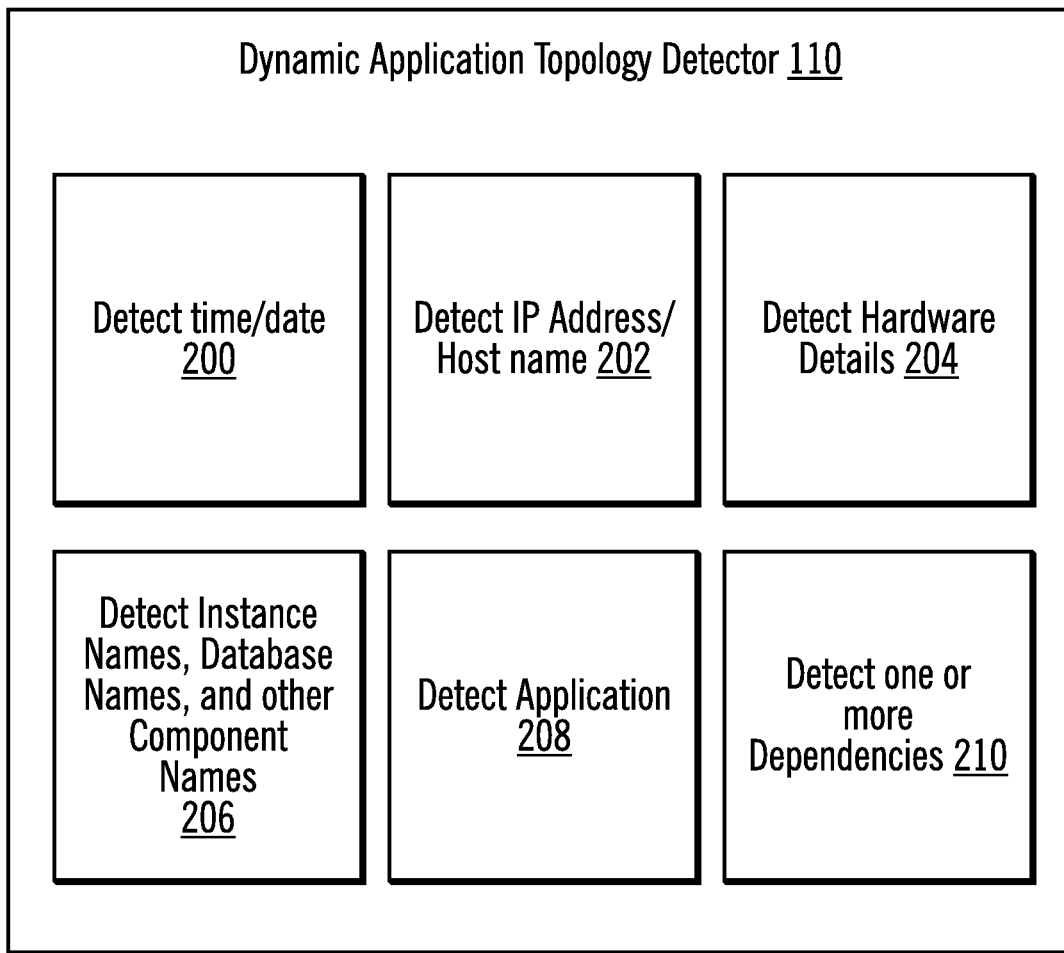 Dynamic Application Topology Detector 110
Detect time/date
200
Detect IP Address/
Host name 202
Detect Hardware
Details 204
Detect Instance
Names, Database
Names, and other
Component
Names
206
Detect Application
208
Detect one or
more
Dependencies 210